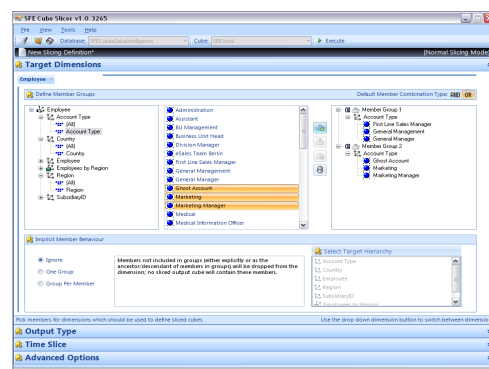 SFE Cube Slicer v1.0.3265
File View Tools Help
Database: SFECubesDataIntelligence Cube: SFE local Execute
New Slicing Definition* [Normal Slicing Mode]
Target Dimensions
Employee
Define Member Groups Default Member Combination Type: AND OR
Employee
Account Type
(All)
Account Type
Country
(All)
Country
Employee
Employees by Region
Region
(All)
Region
SubsidiaryID
Administration
Assistant
BU Management
Business Unit Head
Division Manager
eSales Team Berlin
First Line Sales Manager
General Management
General Manager
Ghost Account
Marketing
Marketing Manager
Medical
Medical Information Officer
OR Member Group 1
Account Type
First Line Sales Manager
General Management
General Manager
OR Member Group 2
Account Type
Ghost Account
Marketing
Marketing Manager
Implicit Member Behaviour
Ignore
One Group
Group Per Member
Members not included in groups (either explicitly or as the
ancestor/decendant of members in groups) will be dropped from the
dimension; no sliced output cube will contain these members.
Select Target Hierarchy
Account Type
Country
Employee
Region
SubsidiaryID
Employees by Region
Pick members for dimensions which should be used to define sliced cubes Use the drop down dimension button to switch between dimensio
Output Type
Time Slice
Advanced Options